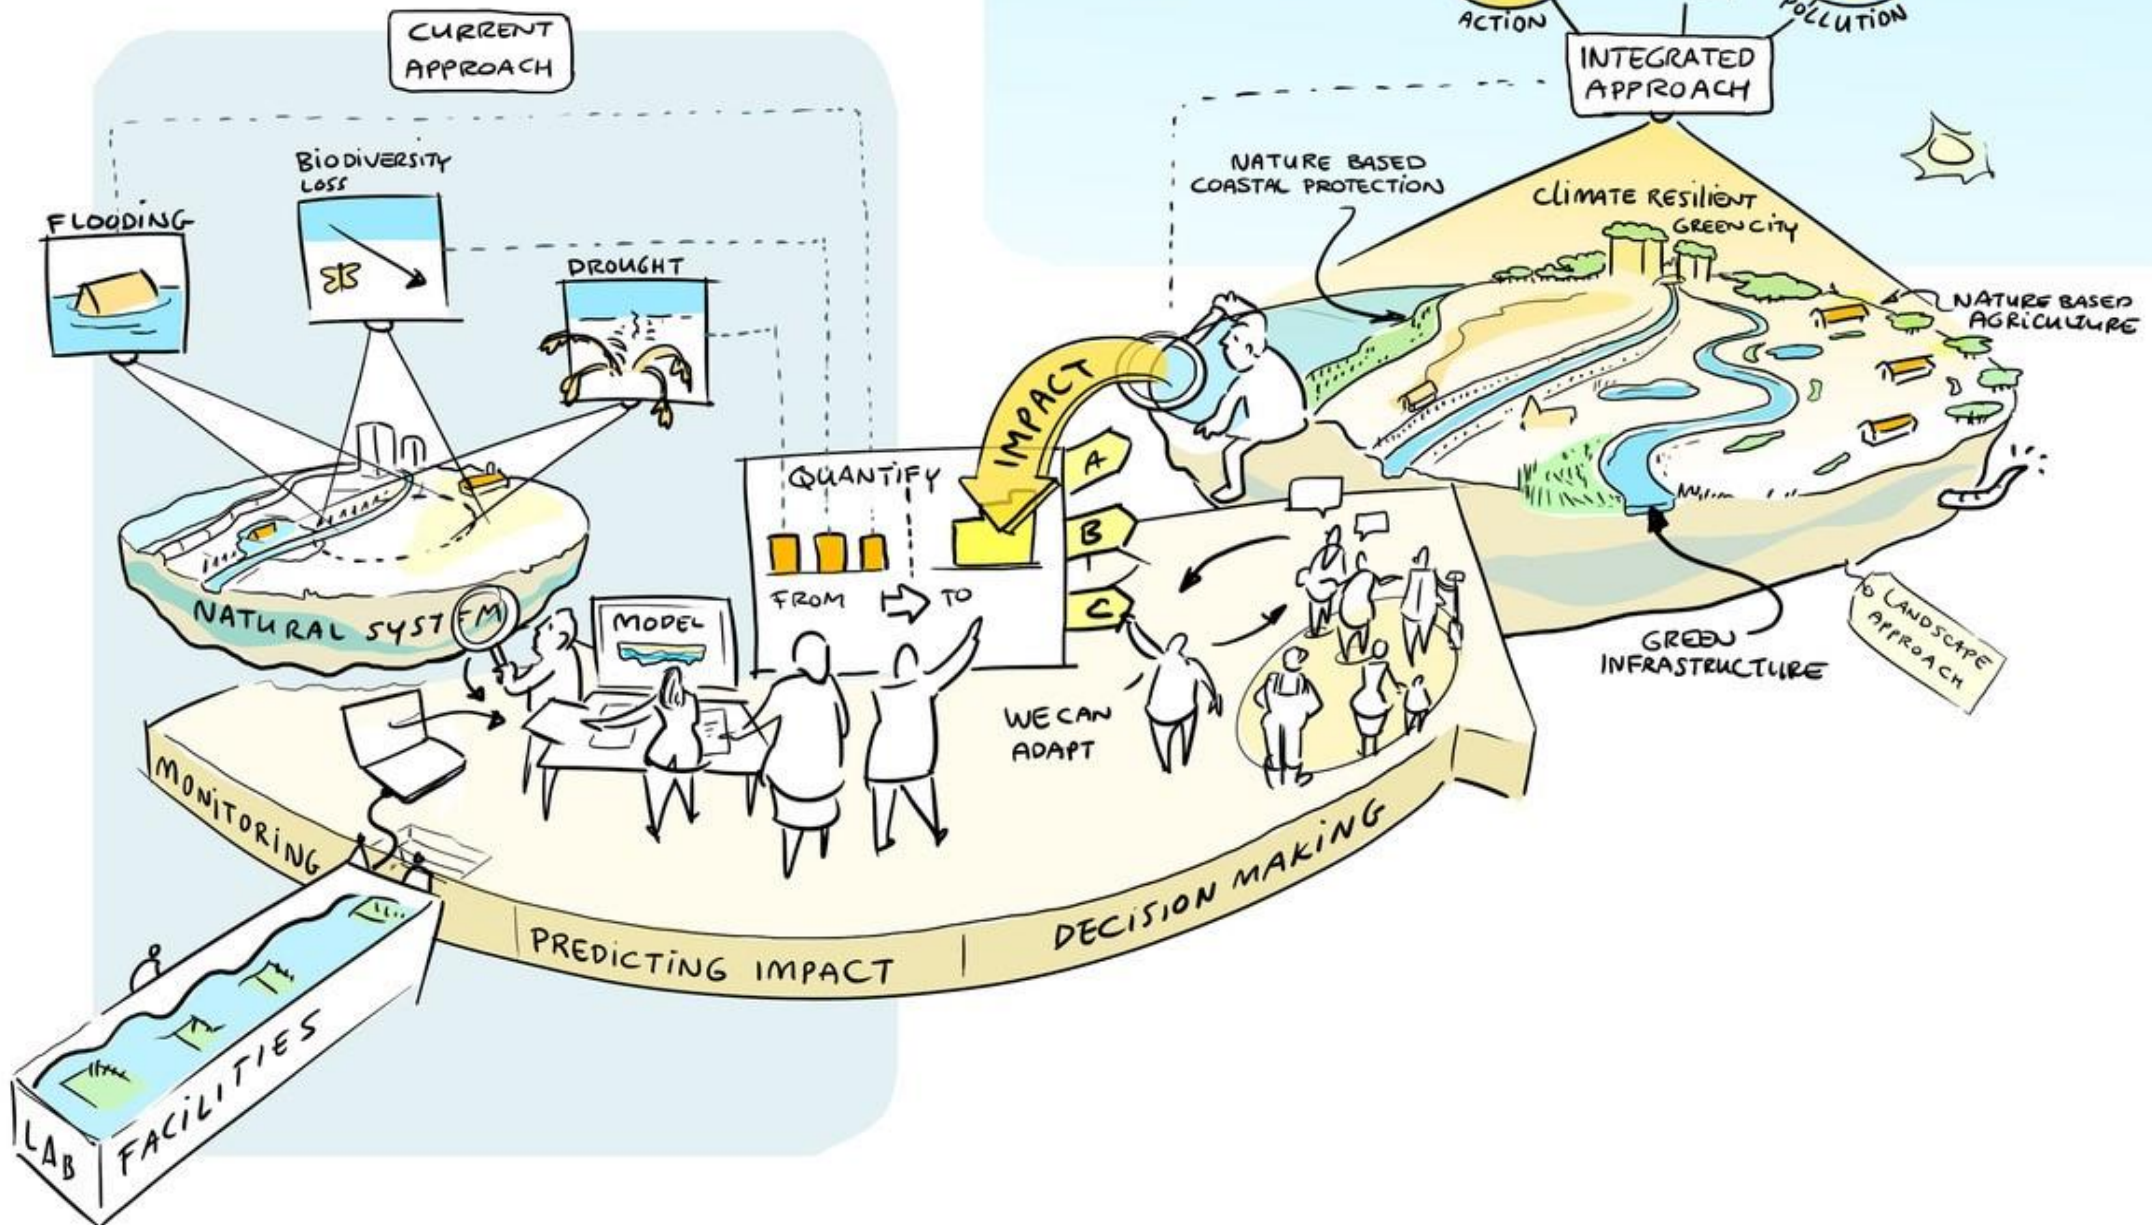 CURRENT
APPROACH
BIODIVERSITY
LOSS
FLOODING
DROUGHT
NATURAL SYSTEM
MODEL
QUANTIFY
FROM
TO
IMPACT
A
B
C
WE CAN
ADAPT
MONITORING
PREDICTING IMPACT
DECISION MAKING
LAB
FACILITIES
ACTION
POLLUTION
INTEGRATED
APPROACH
NATURE BASED
COASTAL PROTECTION
CLIMATE RESILIENT
GREEN CITY
NATURE BASED
AGRICULTURE
GREEN
INFRASTRUCTURE
LANDSCAPE
APPROACH